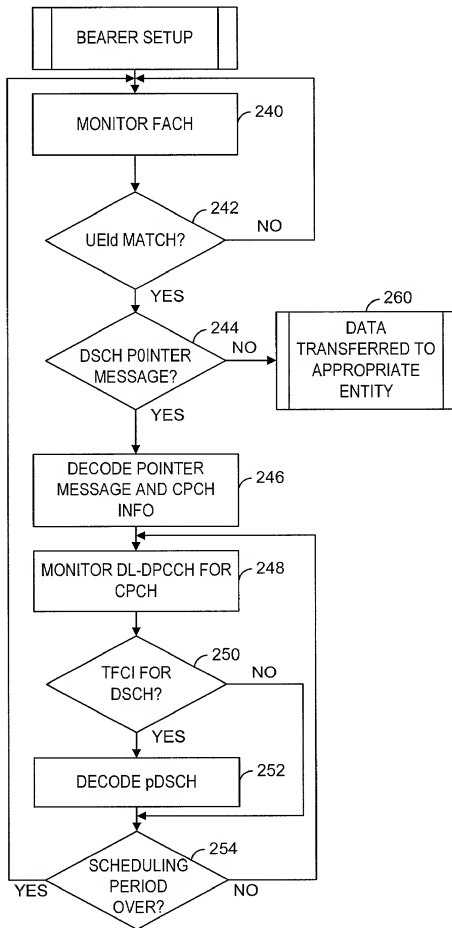 BEARER SETUP
MONITOR FACH
240
UEId MATCH?
242
NO
YES
DSCH P0INTER
MESSAGE?
244
NO
YES
260
DATA
TRANSFERRED TO
APPROPRIATE
ENTITY
DECODE POINTER
MESSAGE AND CPCH
INFO
246
MONITOR DL-DPCCH FOR
CPCH
248
TFCI FOR
DSCH?
250
NO
YES
DECODE pDSCH
252
SCHEDULING
PERIOD
OVER?
254
YES
NO